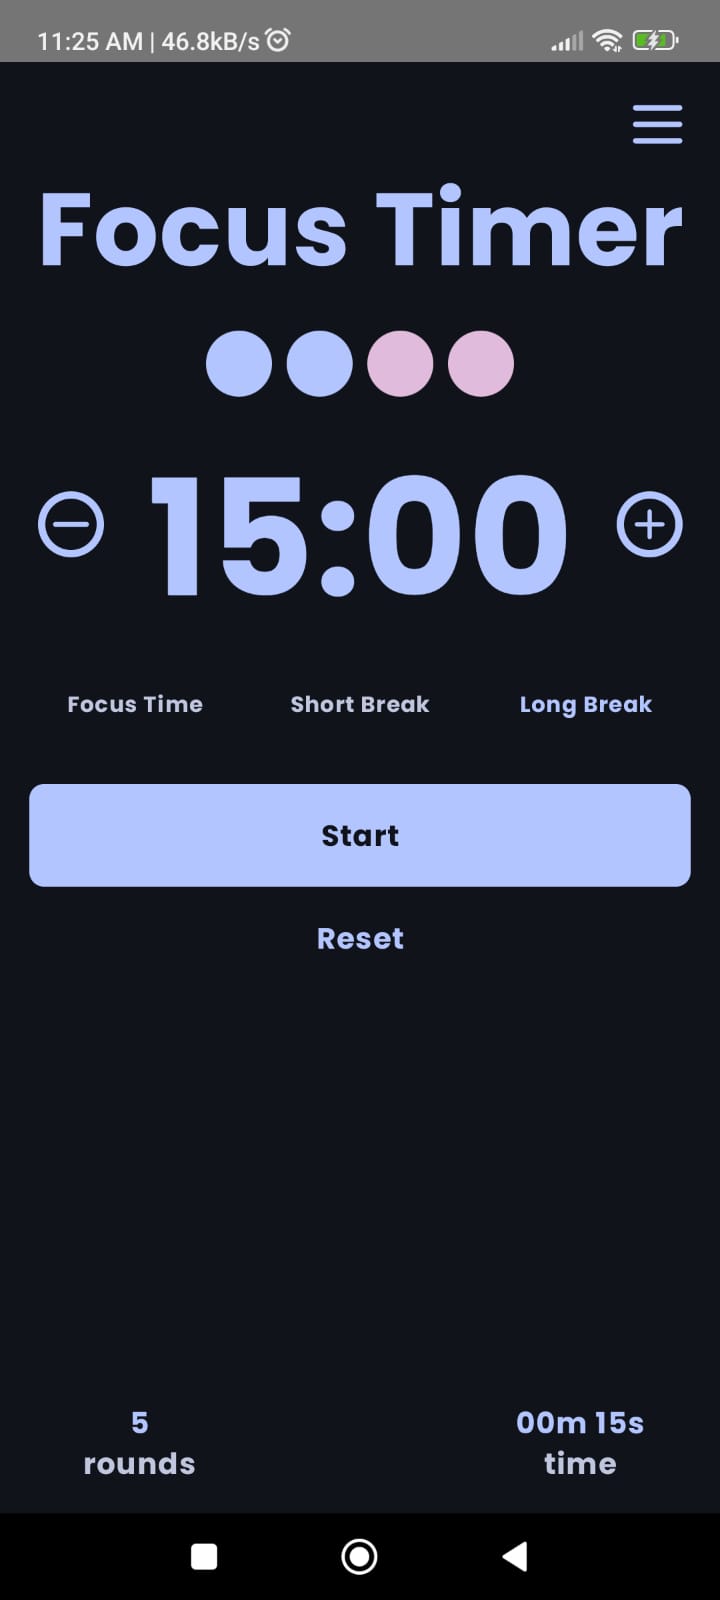 11:25 AM | 46.8kB/s
Focus Timer
15:00
Focus Time Short Break Long Break
Start
Reset
5 00m 15s
rounds time